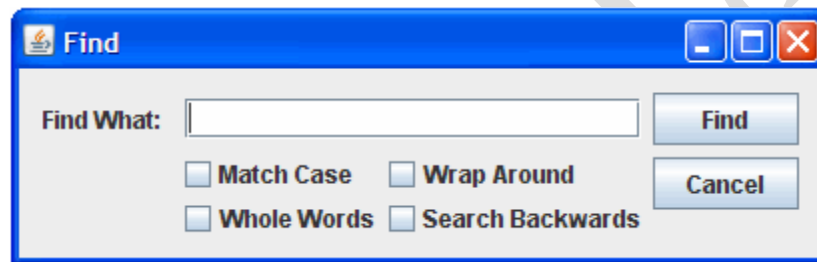 Find
Find What: Find
Match Case Wrap Around Cancel
Whole Words Search Backwards